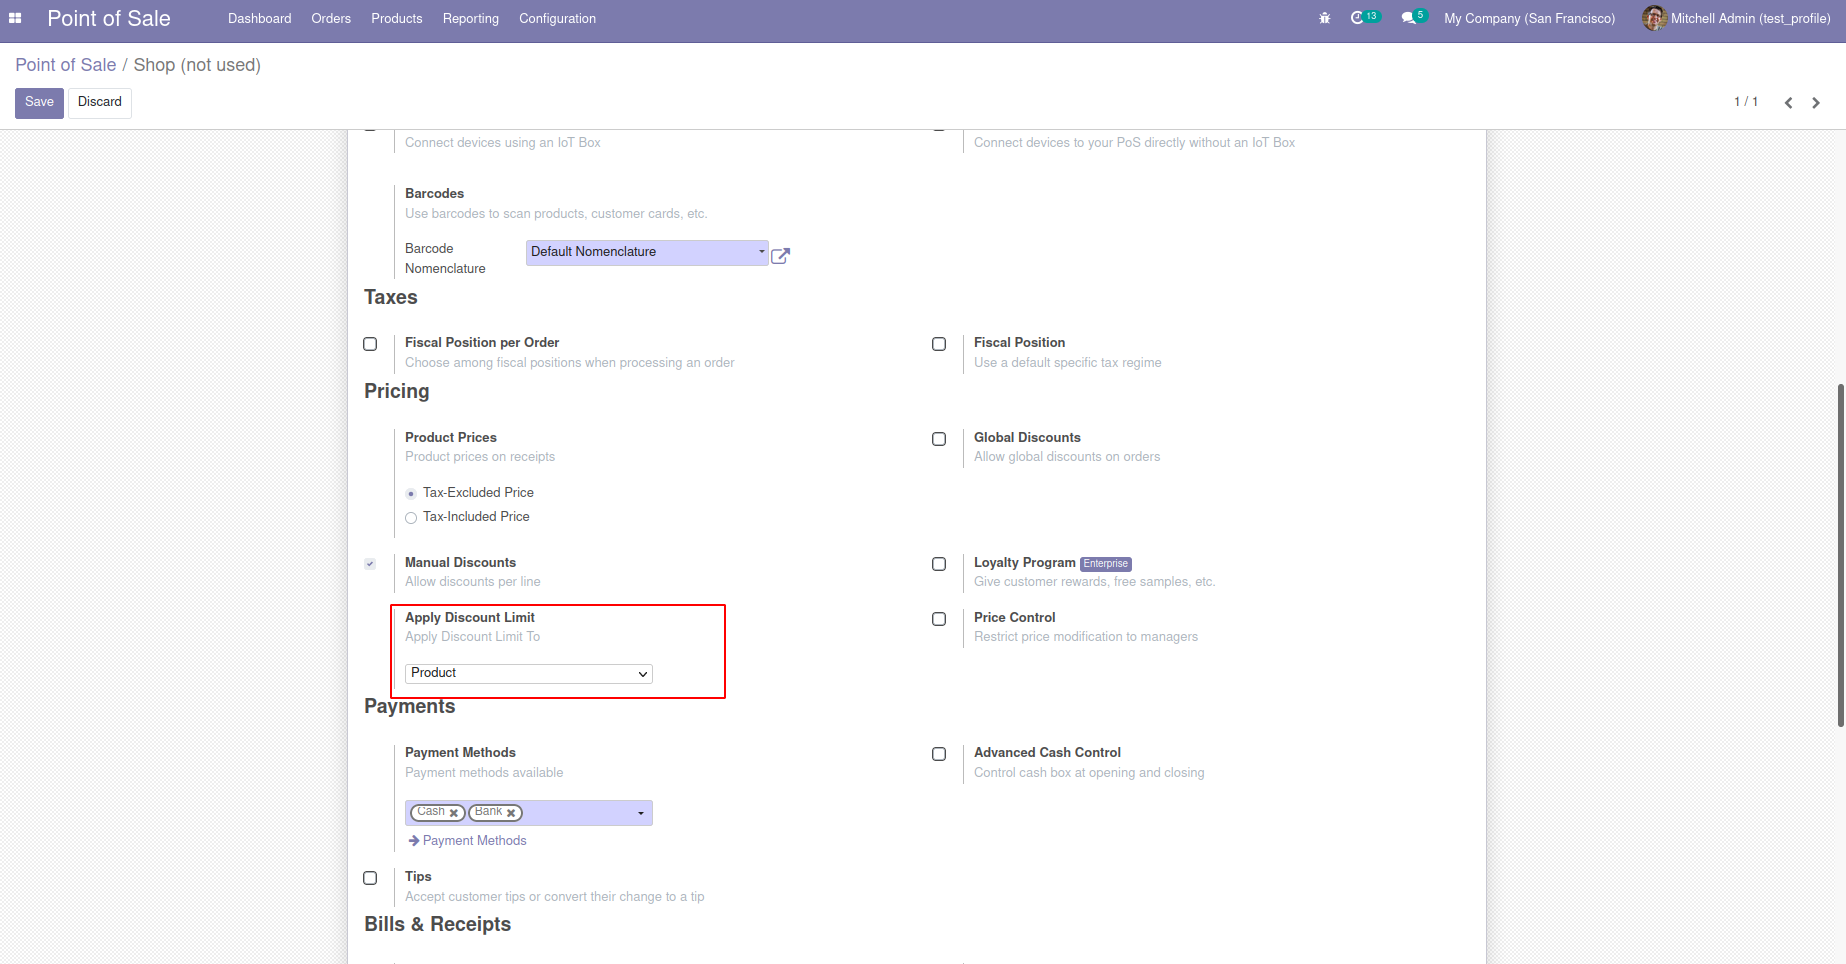 Point of Sale Dashboard Orders Products Reporting Configuration 13 5 My Company (San Francisco) Mitchell Admin (test_profile)
Point of Sale / Shop (not used)
Save Discard 1 / 1
Connect devices using an IoT Box Connect devices to your PoS directly without an IoT Box
Barcodes
Use barcodes to scan products, customer cards, etc.
Barcode Nomenclature Default Nomenclature
Taxes
Fiscal Position per Order Fiscal Position
Choose among fiscal positions when processing an order Use a default specific tax regime
Pricing
Product Prices Global Discounts
Product prices on receipts Allow global discounts on orders
Tax-Excluded Price
Tax-Included Price
Manual Discounts Loyalty Program Enterprise
Allow discounts per line Give customer rewards, free samples, etc.
Apply Discount Limit Price Control
Apply Discount Limit To Restrict price modification to managers
Product
Payments
Payment Methods Advanced Cash Control
Payment methods available Control cash box at opening and closing
Cash Bank
Payment Methods
Tips
Accept customer tips or convert their change to a tip
Bills & Receipts